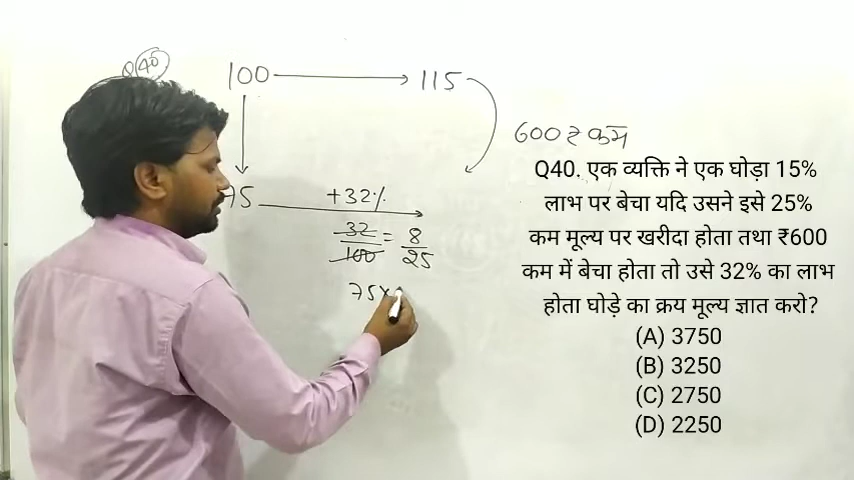 40
100 → 115
600 ₹ कम
75 +32%
32/100 = 8/25
75×
Q40. एक व्यक्ति ने एक घोड़ा 15%
लाभ पर बेचा यदि उसने इसे 25%
कम मूल्य पर खरीदा होता तथा ₹600
कम में बेचा होता तो उसे 32% का लाभ
होता घोड़े का क्रय मूल्य ज्ञात करो?
(A) 3750
(B) 3250
(C) 2750
(D) 2250